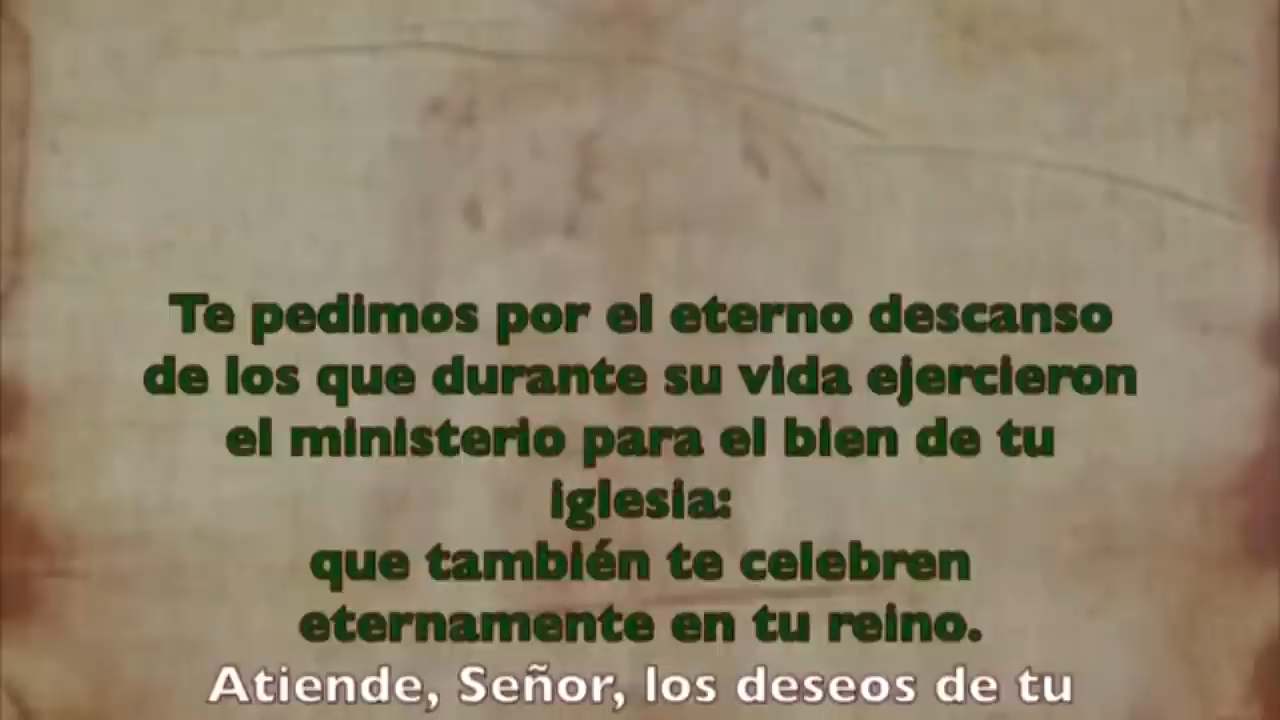 Te pedimos por el eterno descanso
de los que durante su vida ejercieron
el ministerio para el bien de tu
iglesia:
que también te celebren
eternamente en tu reino.
Atiende, Señor, los deseos de tu